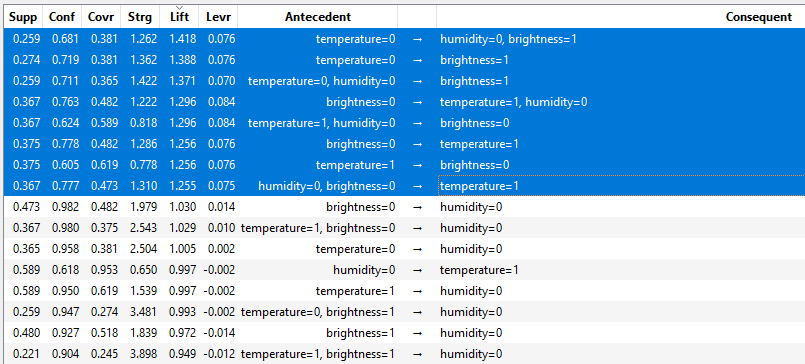 Supp Conf Covr Strg Lift Levr Antecedent Consequent
0.259 0.681 0.381 1.262 1.418 0.076 temperature=0 → humidity=0, brightness=1
0.274 0.719 0.381 1.362 1.388 0.076 temperature=0 → brightness=1
0.259 0.711 0.365 1.422 1.371 0.070 temperature=0, humidity=0 → brightness=1
0.367 0.763 0.482 1.222 1.296 0.084 brightness=0 → temperature=1, humidity=0
0.367 0.624 0.589 0.818 1.296 0.084 temperature=1, humidity=0 → brightness=0
0.375 0.778 0.482 1.286 1.256 0.076 brightness=0 → temperature=1
0.375 0.605 0.619 0.778 1.256 0.076 temperature=1 → brightness=0
0.367 0.777 0.473 1.310 1.255 0.075 humidity=0, brightness=0 → temperature=1
0.473 0.982 0.482 1.979 1.030 0.014 brightness=0 → humidity=0
0.367 0.980 0.375 2.543 1.029 0.010 temperature=1, brightness=0 → humidity=0
0.365 0.958 0.381 2.504 1.005 0.002 temperature=0 → humidity=0
0.589 0.618 0.953 0.650 0.997 -0.002 humidity=0 → temperature=1
0.589 0.950 0.619 1.539 0.997 -0.002 temperature=1 → humidity=0
0.259 0.947 0.274 3.481 0.993 -0.002 temperature=0, brightness=1 → humidity=0
0.480 0.927 0.518 1.839 0.972 -0.014 brightness=1 → humidity=0
0.221 0.904 0.245 3.898 0.949 -0.012 temperature=1, brightness=1 → humidity=0